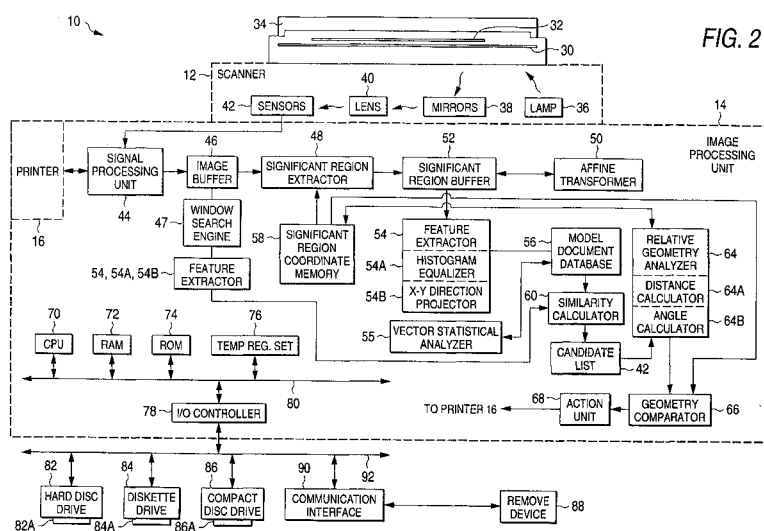 10
34
32
30
FIG. 2
12
SCANNER
40
42
SENSORS
LENS
MIRRORS
38
LAMP
36
14
IMAGE
PROCESSING
UNIT
PRINTER
16
SIGNAL
PROCESSING
UNIT
44
46
IMAGE
BUFFER
48
SIGNIFICANT REGION
EXTRACTOR
52
SIGNIFICANT
REGION BUFFER
50
AFFINE
TRANSFORMER
47
WINDOW
SEARCH
ENGINE
58
SIGNIFICANT
REGION
COORDINATE
MEMORY
54
FEATURE
EXTRACTOR
54A
HISTOGRAM
EQUALIZER
54B
X-Y DIRECTION
PROJECTOR
56
MODEL
DOCUMENT
DATABASE
RELATIVE
GEOMETRY
ANALYZER
64
DISTANCE
CALCULATOR
64A
ANGLE
CALCULATOR
64B
54, 54A, 54B
FEATURE
EXTRACTOR
60
SIMILARITY
CALCULATOR
55
VECTOR STATISTICAL
ANALYZER
CANDIDATE
LIST
42
70
CPU
72
RAM
74
ROM
76
TEMP REG. SET
80
78
I/O CONTROLLER
TO PRINTER 16
68
ACTION
UNIT
GEOMETRY
COMPARATOR
66
92
82
HARD DISC
DRIVE
82A
84
DISKETTE
DRIVE
84A
86
COMPACT
DISC DRIVE
86A
90
COMMUNICATION
INTERFACE
REMOVE
DEVICE
88